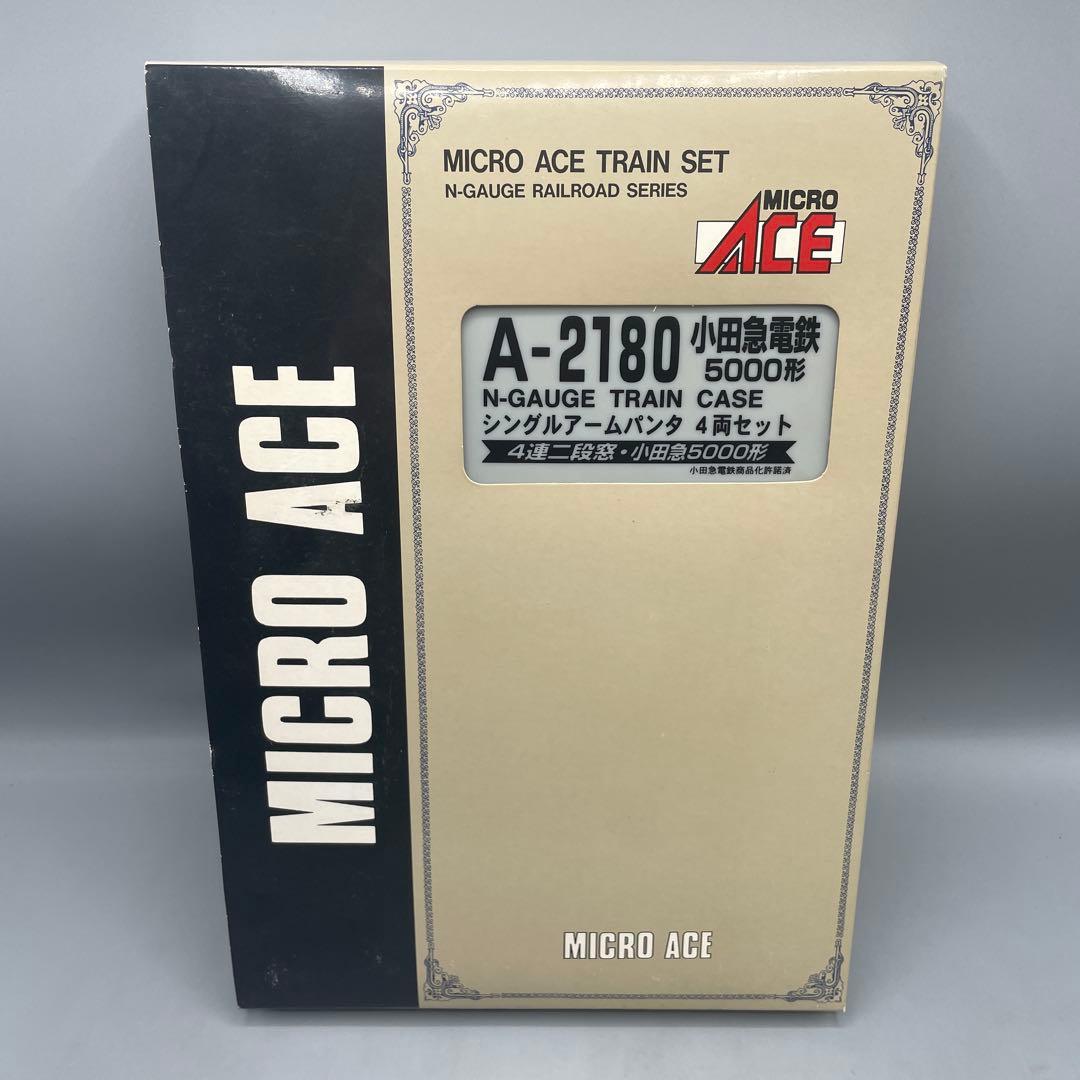 MICRO ACE
MICRO ACE TRAIN SET
N-GAUGE RAILROAD SERIES
MICRO
ACE
A-2180 小田急電鉄
5000形
N-GAUGE TRAIN CASE
シングルアームパンタ 4両セット
4連二段窓・小田急5000形
小田急電鉄商品化許諾済
MICRO ACE